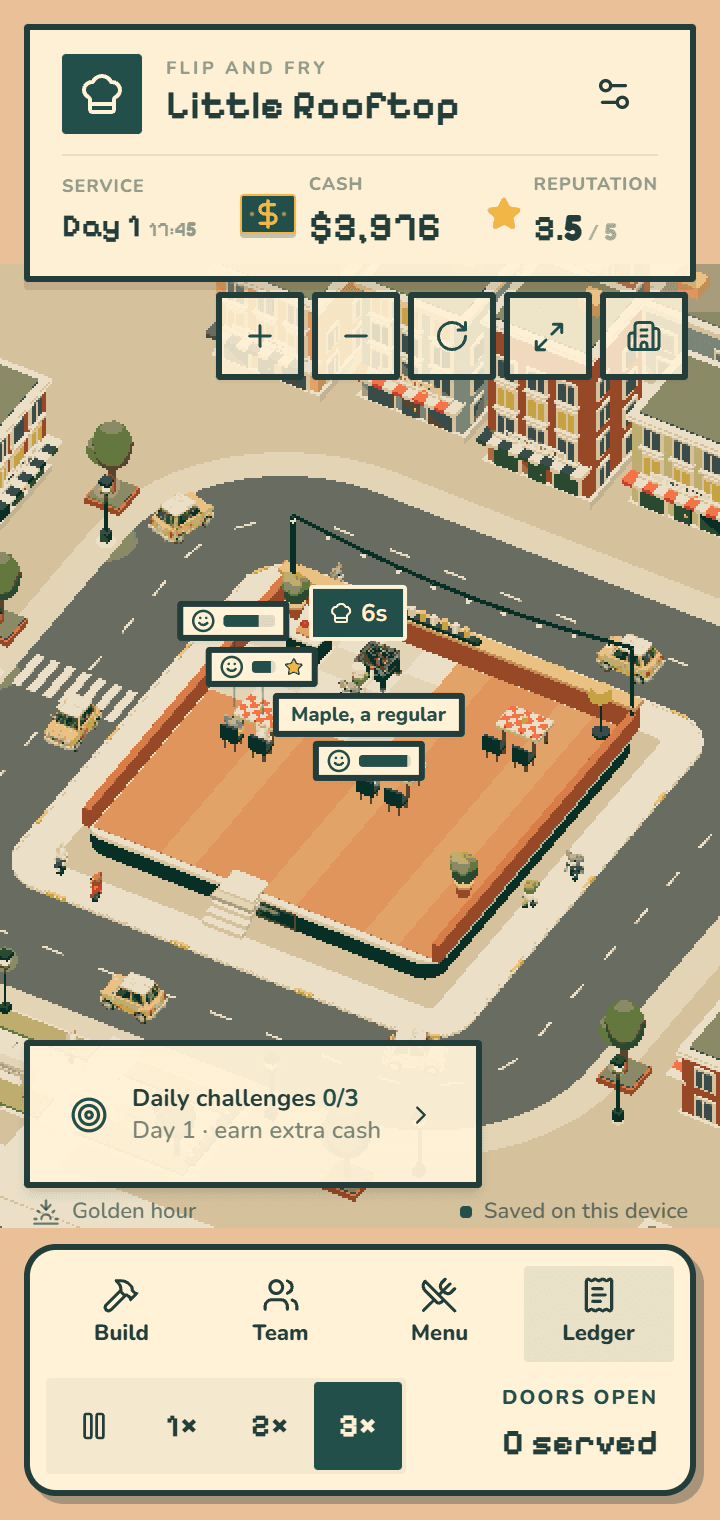 FLIP AND FRY
Little Rooftop
SERVICE
Day 1 17:45
$
CASH
$3,976
REPUTATION
3.5 / 5
6s
Maple, a regular
Daily challenges 0/3
Day 1 · earn extra cash
Golden hour
Saved on this device
Build
Team
Menu
Ledger
1×
2×
3×
DOORS OPEN
0 served